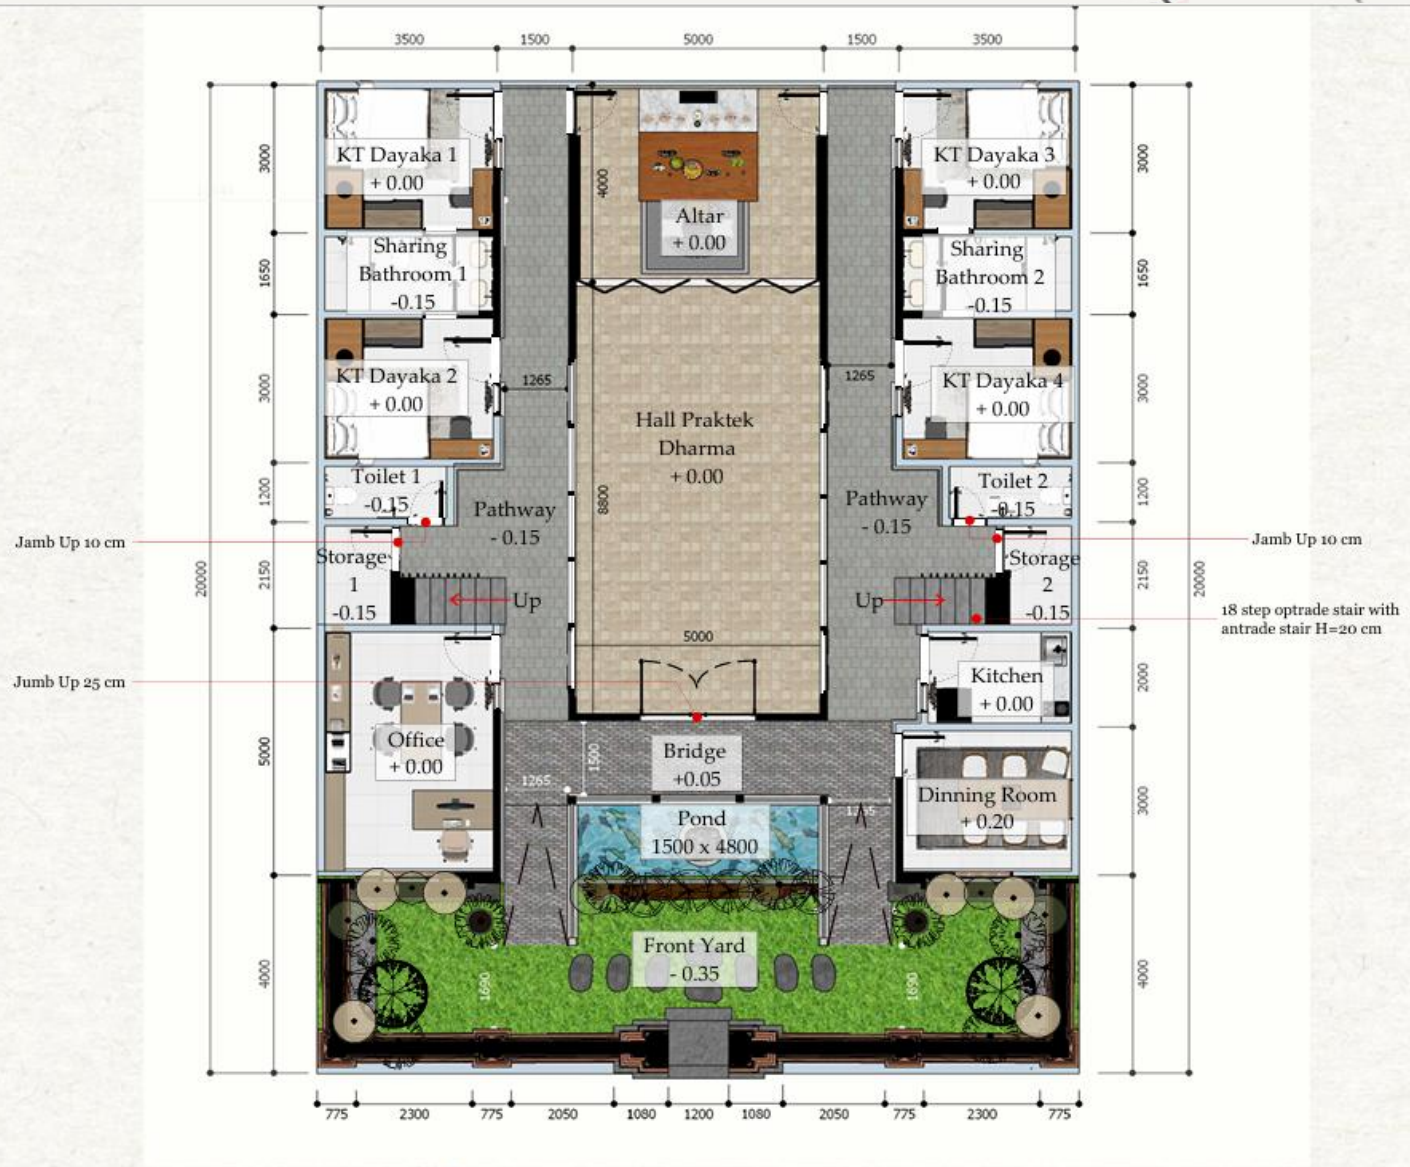 3500
1500
5000
1500
3500
KT Dayaka 1
+ 0.00
KT Dayaka 3
+ 0.00
3000
4000
3000
Altar
+ 0.00
Sharing
Bathroom 1
-0.15
Sharing
Bathroom 2
-0.15
1650
1650
KT Dayaka 2
+ 0.00
KT Dayaka 4
+ 0.00
3000
1265
1265
3000
Hall Praktek
Dharma
+ 0.00
Toilet 1
-0.15
Toilet 2
-0.15
1200
8800
1200
Pathway
- 0.15
Pathway
- 0.15
Jamb Up 10 cm
Jamb Up 10 cm
Storage
1
-0.15
Storage
2
-0.15
20000
2150
2150
20000
Up
Up
18 step optrade stair with
antrade stair H=20 cm
5000
Jumb Up 25 cm
Kitchen
+ 0.00
2000
Office
+ 0.00
5000
Bridge
+0.05
1500
1265
Dinning Room
+ 0.20
3000
Pond
1500 x 4800
Front Yard
- 0.35
4000
1690
1690
4000
775
2300
775
2050
1080
1200
1080
2050
775
2300
775